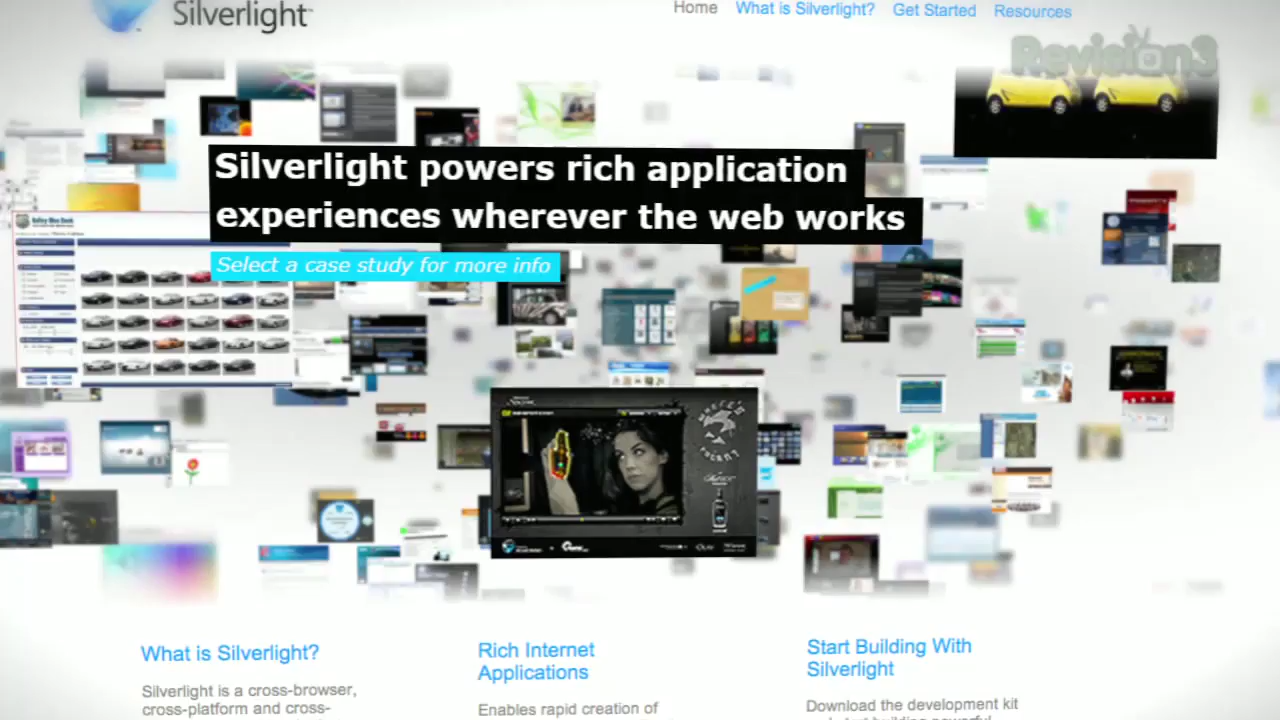 Silverlight
Home What is Silverlight? Get Started Resources
Revision3
Silverlight powers rich application
experiences wherever the web works
Select a case study for more info
What is Silverlight?
Silverlight is a cross-browser,
cross-platform and cross-
Rich Internet
Applications
Enables rapid creation of
Start Building With
Silverlight
Download the development kit